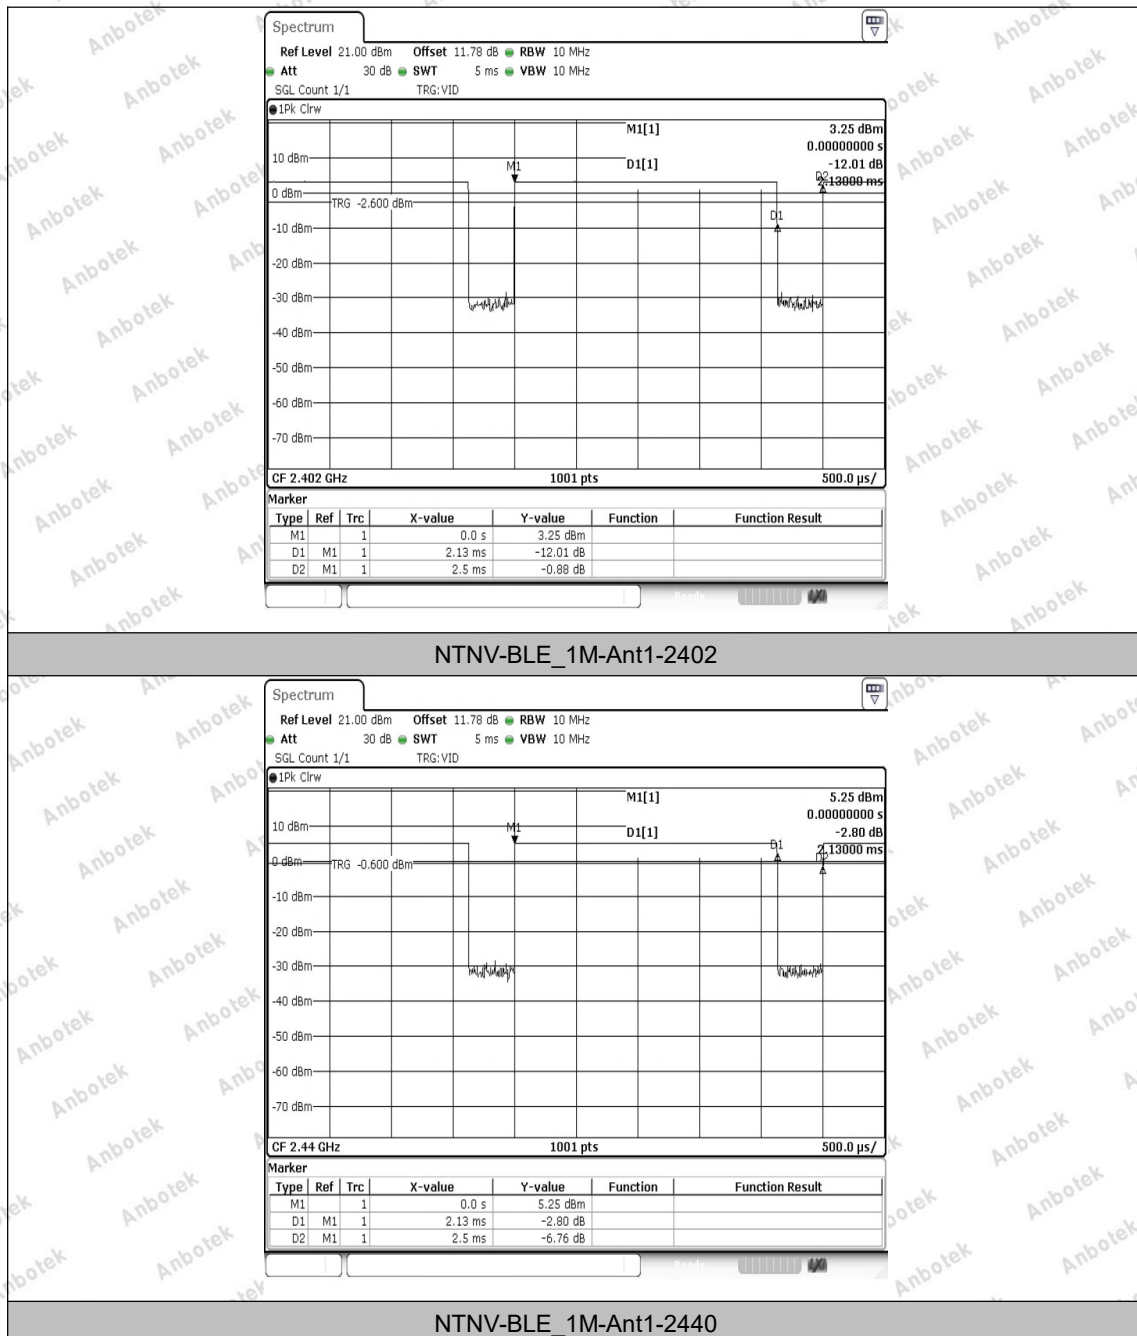 Spectrum
Ref Level 21.00 dBm Offset 11.78 dB RBW 10 MHz
Att 30 dB SWT 5 ms VBW 10 MHz
SGL Count 1/1 TRG:VID
1Pk Clrw
M1[1] 3.25 dBm
0.00000000 s
10 dBm M1 D1[1] -12.01 dB
D2 2.13000 ms
0 dBm
TRG -2.600 dBm
D1
-10 dBm
-20 dBm
-30 dBm
-40 dBm
-50 dBm
-60 dBm
-70 dBm
CF 2.402 GHz 1001 pts 500.0 µs/
Marker
Type Ref Trc X-value Y-value Function Function Result
M1 1 0.0 s 3.25 dBm
D1 M1 1 2.13 ms -12.01 dB
D2 M1 1 2.5 ms -0.88 dB
Ready
NTNV-BLE_1M-Ant1-2402
Spectrum
Ref Level 21.00 dBm Offset 11.78 dB RBW 10 MHz
Att 30 dB SWT 5 ms VBW 10 MHz
SGL Count 1/1 TRG:VID
1Pk Clrw
M1[1] 5.25 dBm
0.00000000 s
10 dBm M1 D1[1] -2.80 dB
D1 2.13000 ms
D2
0 dBm TRG -0.600 dBm
-10 dBm
-20 dBm
-30 dBm
-40 dBm
-50 dBm
-60 dBm
-70 dBm
CF 2.44 GHz 1001 pts 500.0 µs/
Marker
Type Ref Trc X-value Y-value Function Function Result
M1 1 0.0 s 5.25 dBm
D1 M1 1 2.13 ms -2.80 dB
D2 M1 1 2.5 ms -6.76 dB
Ready
NTNV-BLE_1M-Ant1-2440
Anbotek